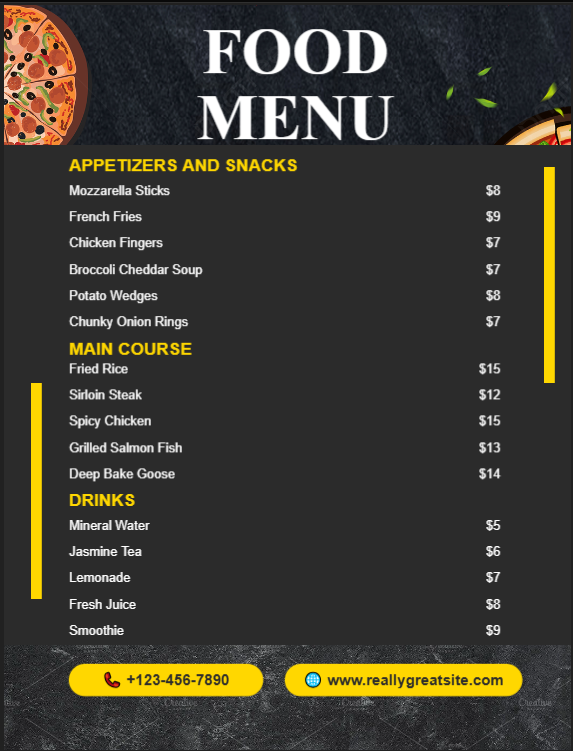 FOOD
MENU
APPETIZERS AND SNACKS
Mozzarella Sticks $8
French Fries $9
Chicken Fingers $7
Broccoli Cheddar Soup $7
Potato Wedges $8
Chunky Onion Rings $7
MAIN COURSE
Fried Rice $15
Sirloin Steak $12
Spicy Chicken $15
Grilled Salmon Fish $13
Deep Bake Goose $14
DRINKS
Mineral Water $5
Jasmine Tea $6
Lemonade $7
Fresh Juice $8
Smoothie $9
+123-456-7890 www.reallygreatsite.com
Creative Creative